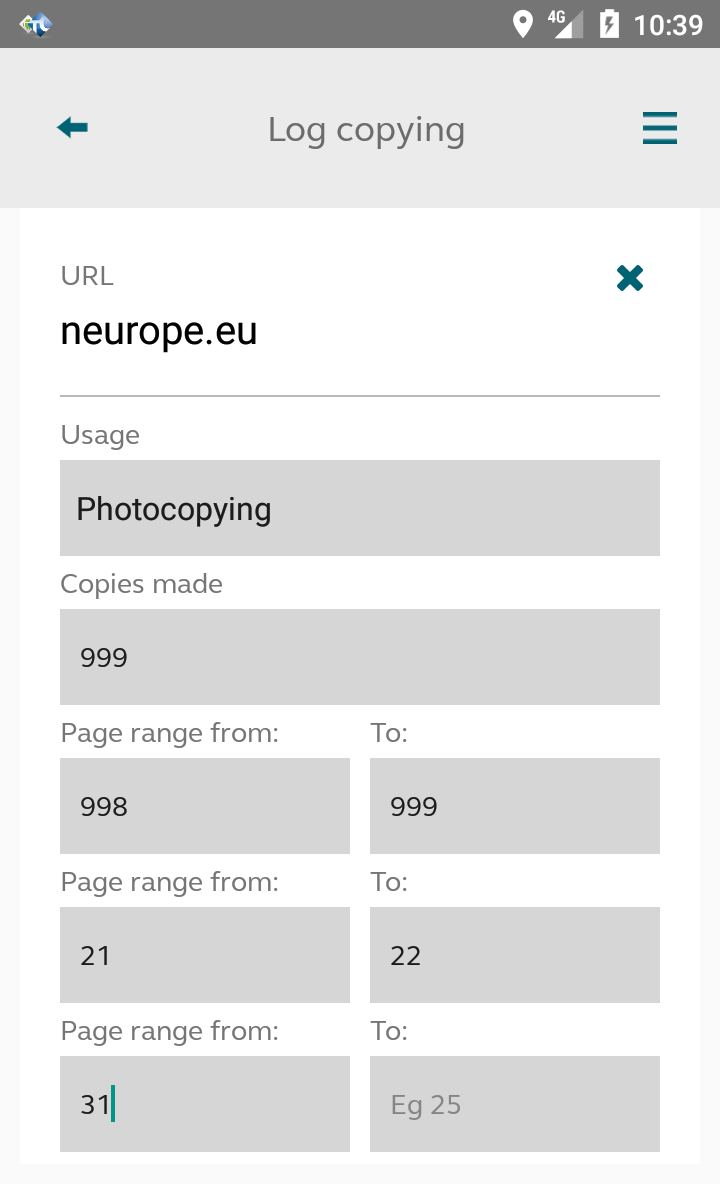 4G 10:39
Log copying
URL
neurope.eu
Usage
Photocopying
Copies made
999
Page range from: To:
998 999
Page range from: To:
21 22
Page range from: To:
31 Eg 25